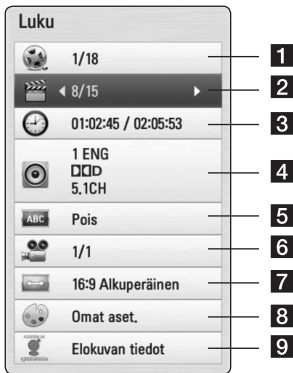 Luku
1/18 1
8/15 2
01:02:45 / 02:05:53 3
1 ENG
D 4
5.1CH
ABC Pois 5
1/1 6
16:9 Alkuperäinen 7
Omat aset. 8
Elokuvan tiedot 9